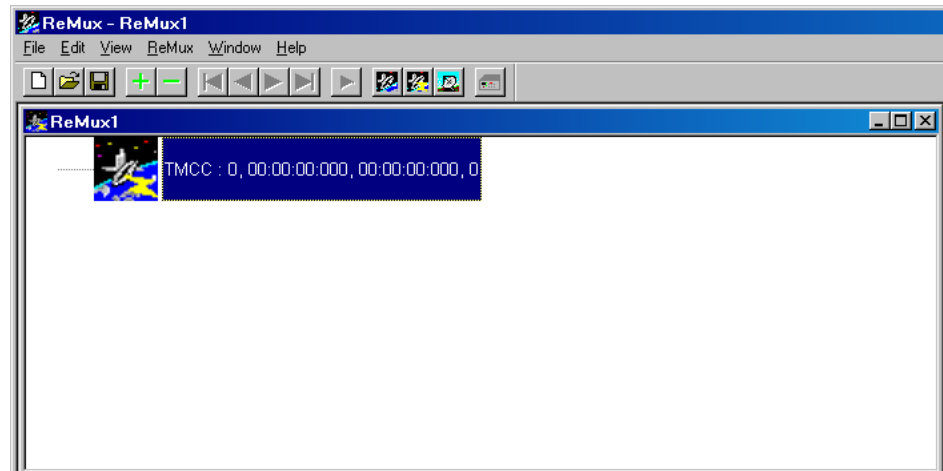 ReMux - ReMux1
File Edit View ReMux Window Help
ReMux1
TMCC : 0, 00:00:00:000, 00:00:00:000, 0